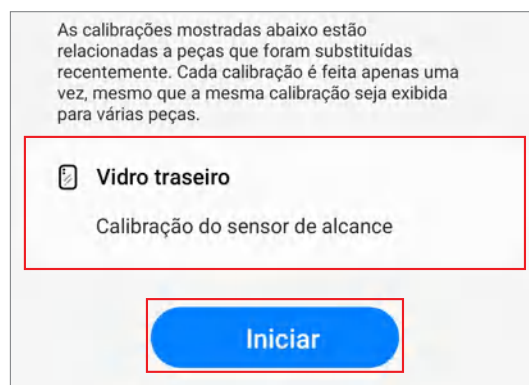 As calibrações mostradas abaixo estão
relacionadas a peças que foram substituídas
recentemente. Cada calibração é feita apenas uma
vez, mesmo que a mesma calibração seja exibida
para várias peças.
Vidro traseiro
Calibração do sensor de alcance
Iniciar